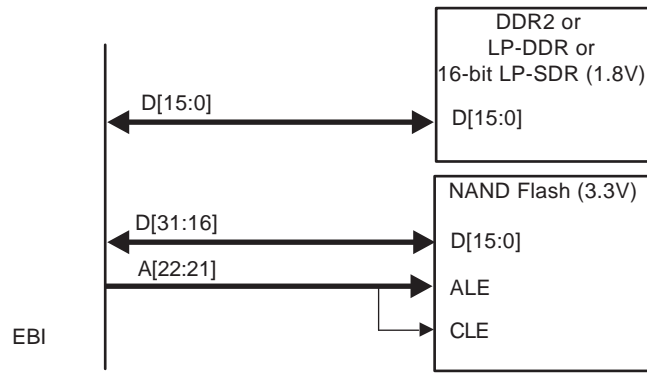 DDR2 or
LP-DDR or
16-bit LP-SDR (1.8V)
D[15:0]
D[15:0]
NAND Flash (3.3V)
D[31:16]
D[15:0]
A[22:21]
ALE
CLE
EBI